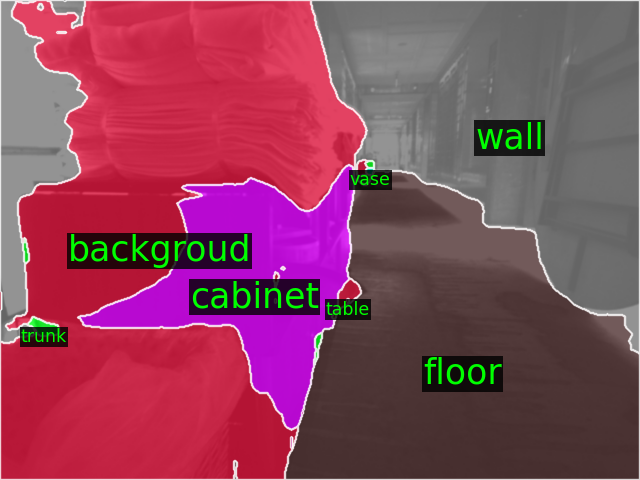 wall
vase
backgroud
cabinet
table
trunk
floor